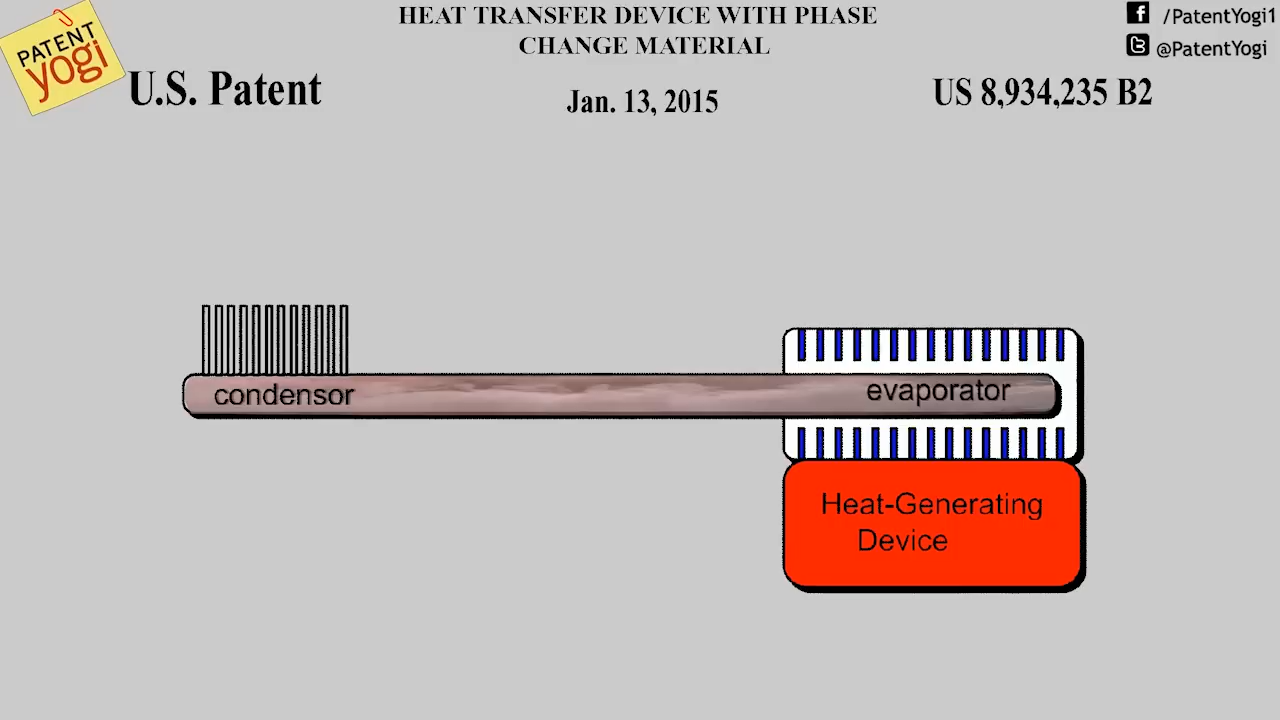 PATENT
yogi
HEAT TRANSFER DEVICE WITH PHASE
CHANGE MATERIAL
/PatentYogi1
@PatentYogi
U.S. Patent
Jan. 13, 2015
US 8,934,235 B2
condensor
evaporator
Heat-Generating
Device